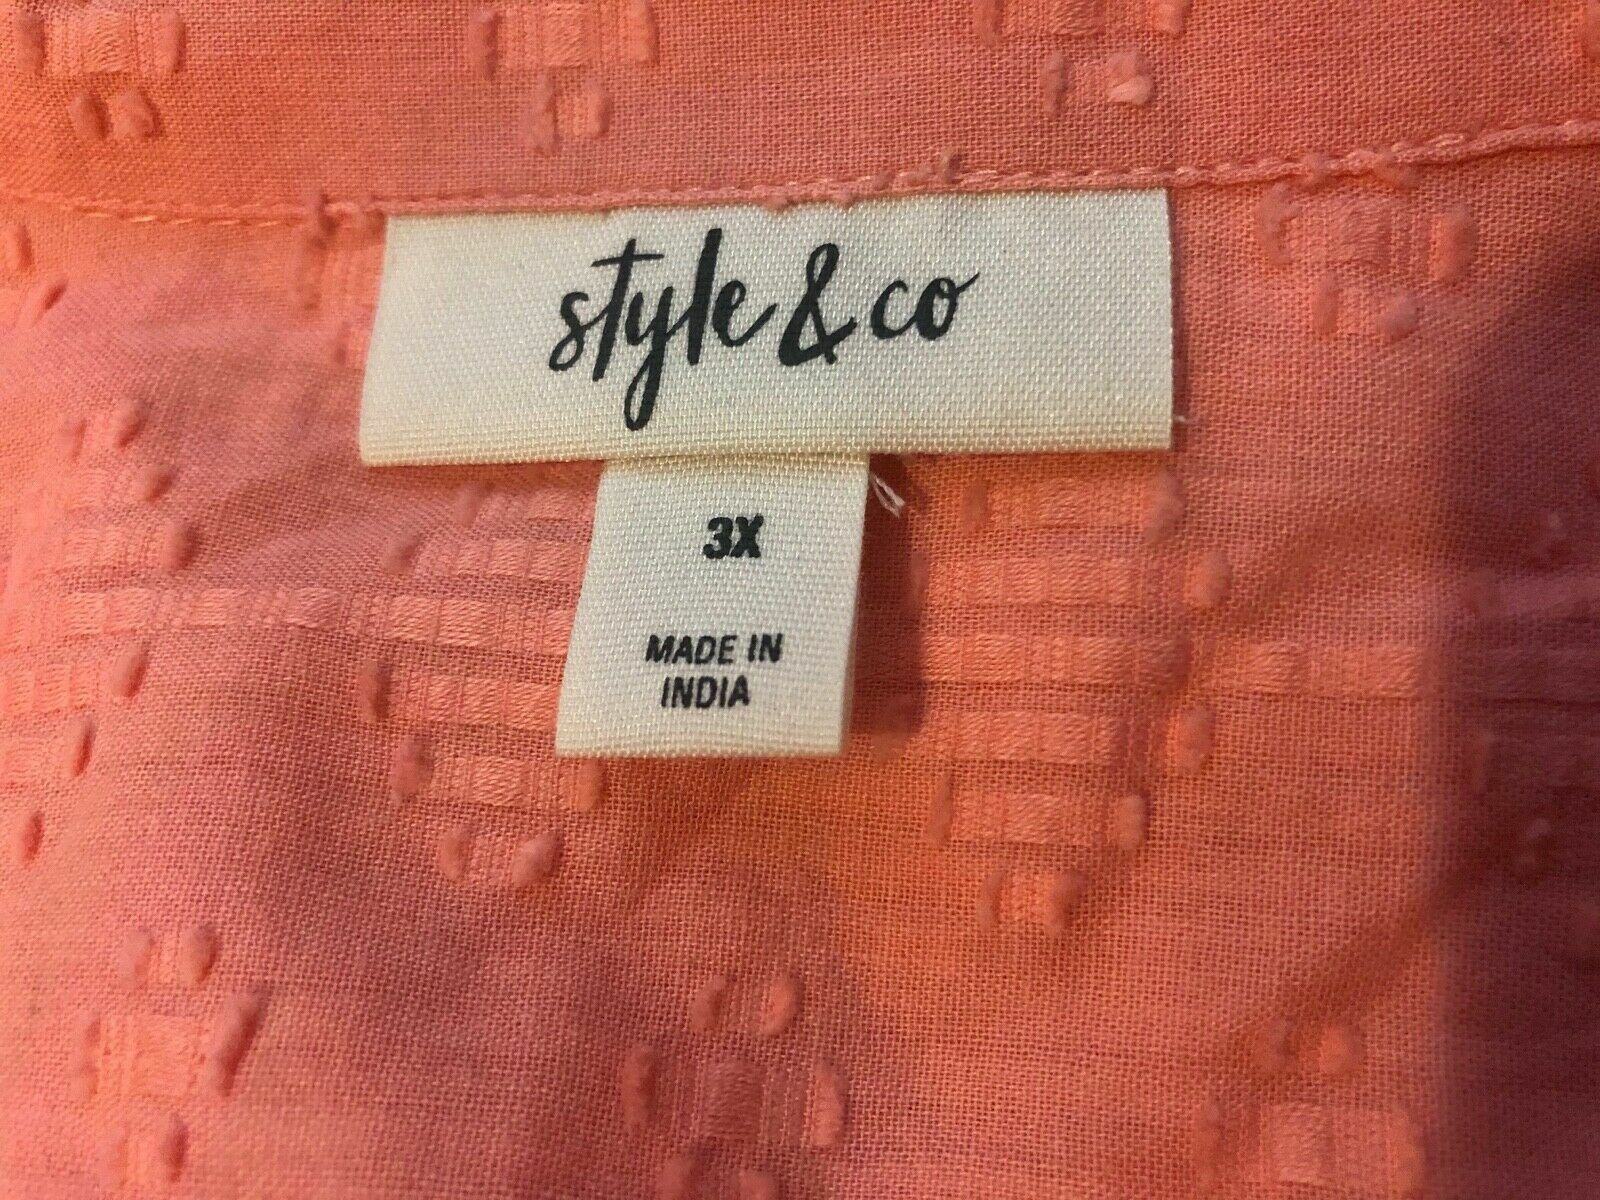 style & co
3X
MADE IN
INDIA